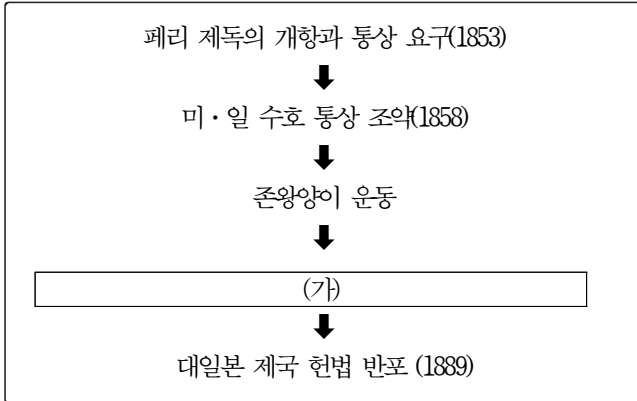 페리 제독의 개항과 통상 요구(1853)
미·일 수호 통상 조약(1858)
존왕양이 운동
(가)
대일본 제국 헌법 반포 (1889)